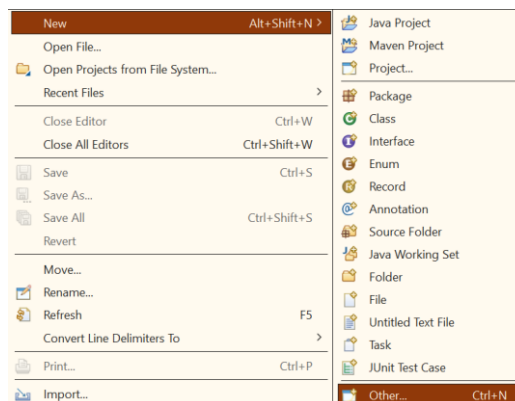 New Alt+Shift+N >
Open File...
Open Projects from File System...
Recent Files >
Close Editor Ctrl+W
Close All Editors Ctrl+Shift+W
Save Ctrl+S
Save As...
Save All Ctrl+Shift+S
Revert
Move...
Rename...
Refresh F5
Convert Line Delimiters To >
Print... Ctrl+P
Import...
Java Project
Maven Project
Project...
Package
Class
Interface
Enum
Record
Annotation
Source Folder
Java Working Set
Folder
File
Untitled Text File
Task
JUnit Test Case
Other... Ctrl+N